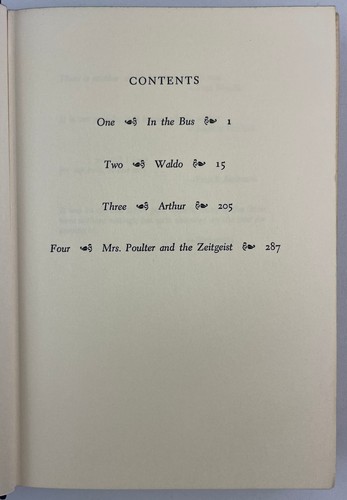 CONTENTS
One In the Bus 1
Two Waldo 15
Three Arthur 205
Four Mrs. Poulter and the Zeitgeist 287